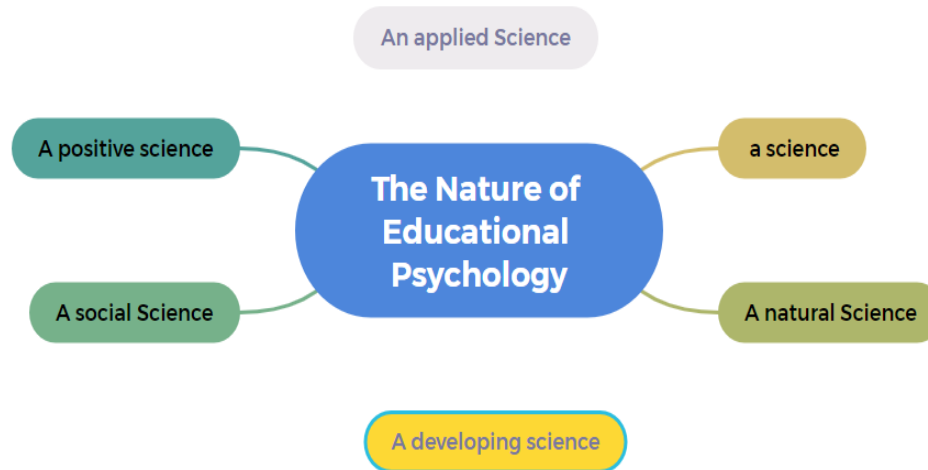 An applied Science
A positive science
a science
The Nature of
Educational
Psychology
A social Science
A natural Science
A developing science